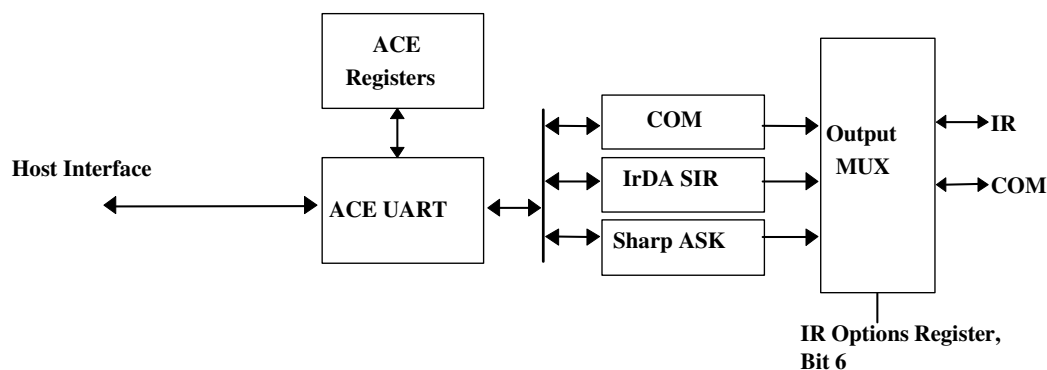 ACE
Registers
Host Interface
ACE UART
COM
IrDA SIR
Sharp ASK
Output
MUX
IR
COM
IR Options Register,
Bit 6